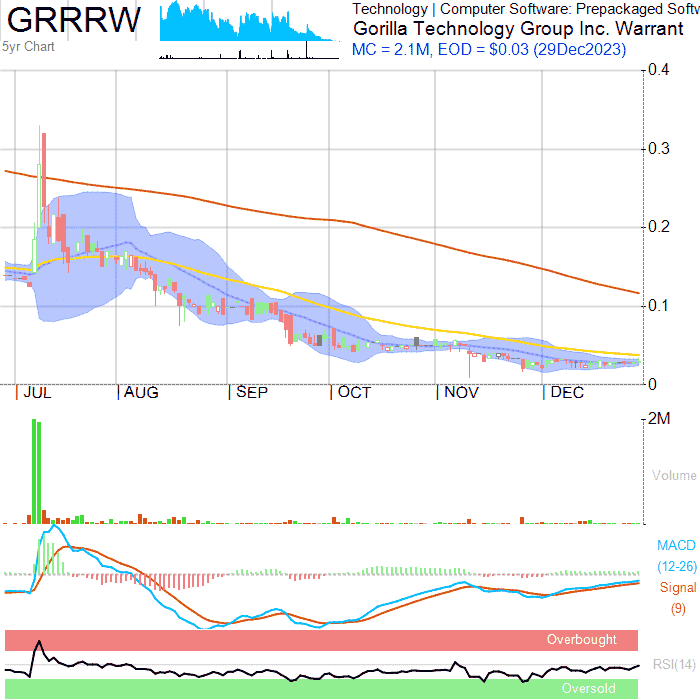 GRRRW
5yr Chart
Technology | Computer Software: Prepackaged Softw
Gorilla Technology Group Inc. Warrant
MC = 2.1M, EOD = $0.03 (29Dec2023)
0.4
0.3
0.2
0.1
0
JUL AUG SEP OCT NOV DEC
2M
Volume
MACD
(12-26)
Signal
(9)
Overbought
RSI(14)
Oversold